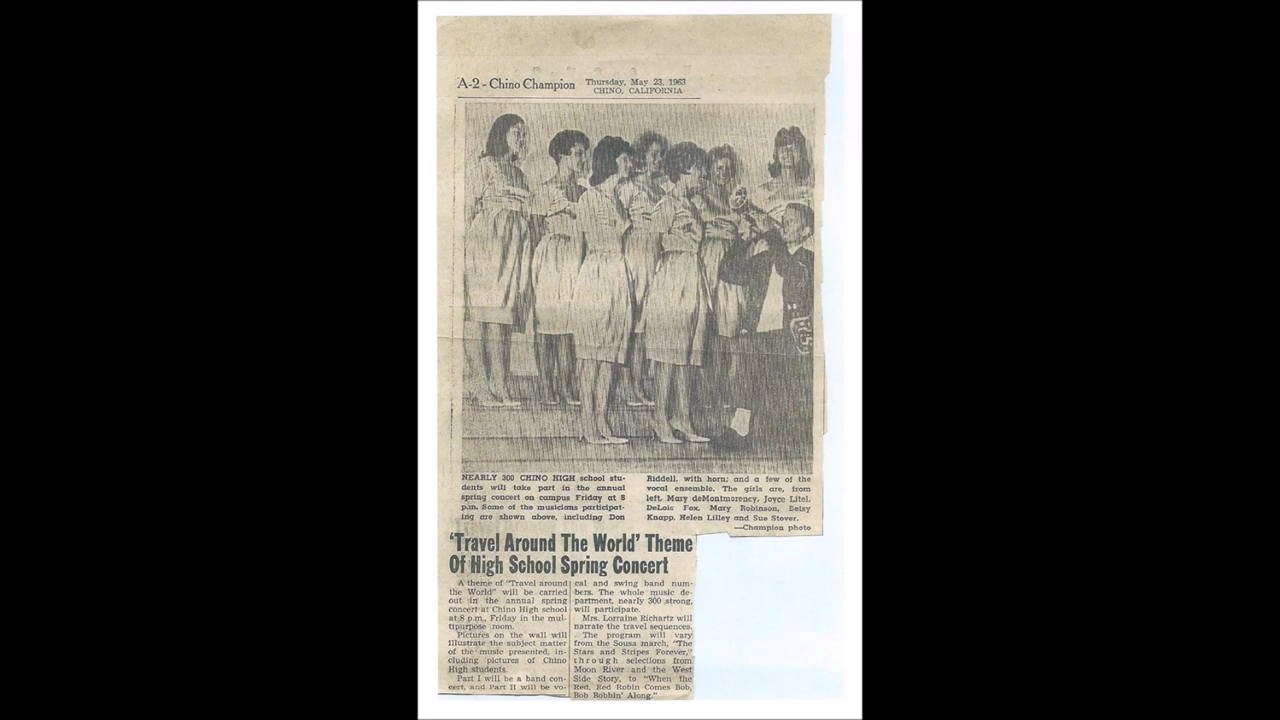 A-2 - Chino Champion
Thursday, May 23, 1963
CHINO, CALIFORNIA
NEARLY 300 CHINO HIGH school stu-
dents will take part in the annual
spring concert on campus Friday at 8
p.m. Some of the musicians participat-
ing are shown above, including Don
Riddell, with horn; and a few of the
vocal ensemble. The girls are, from
left, Mary deMontmorency, Joyce Litel,
DeLois Fox, Mary Robinson, Betsy
Knapp, Helen Lilley and Sue Stover.
—Champion photo
'Travel Around The World' Theme
Of High School Spring Concert
A theme of "Travel around
the World" will be carried
out in the annual spring
concert at Chino High school
at 8 p.m., Friday in the mul-
tipurpose room.
Pictures on the wall will
illustrate the subject matter
of the music presented, in-
cluding pictures of Chino
High students.
Part I will be a band con-
cert, and Part II will be vo-
cal and swing band num-
bers. The whole music de-
partment, nearly 300 strong,
will participate.
Mrs. Lorraine Richartz will
narrate the travel sequences.
The program will vary
from the Sousa march, "The
Stars and Stripes Forever,"
through selections from
Moon River and the West
Side Story, to "When the
Red, Red Robin Comes Bob,
Bob Bobbin' Along."